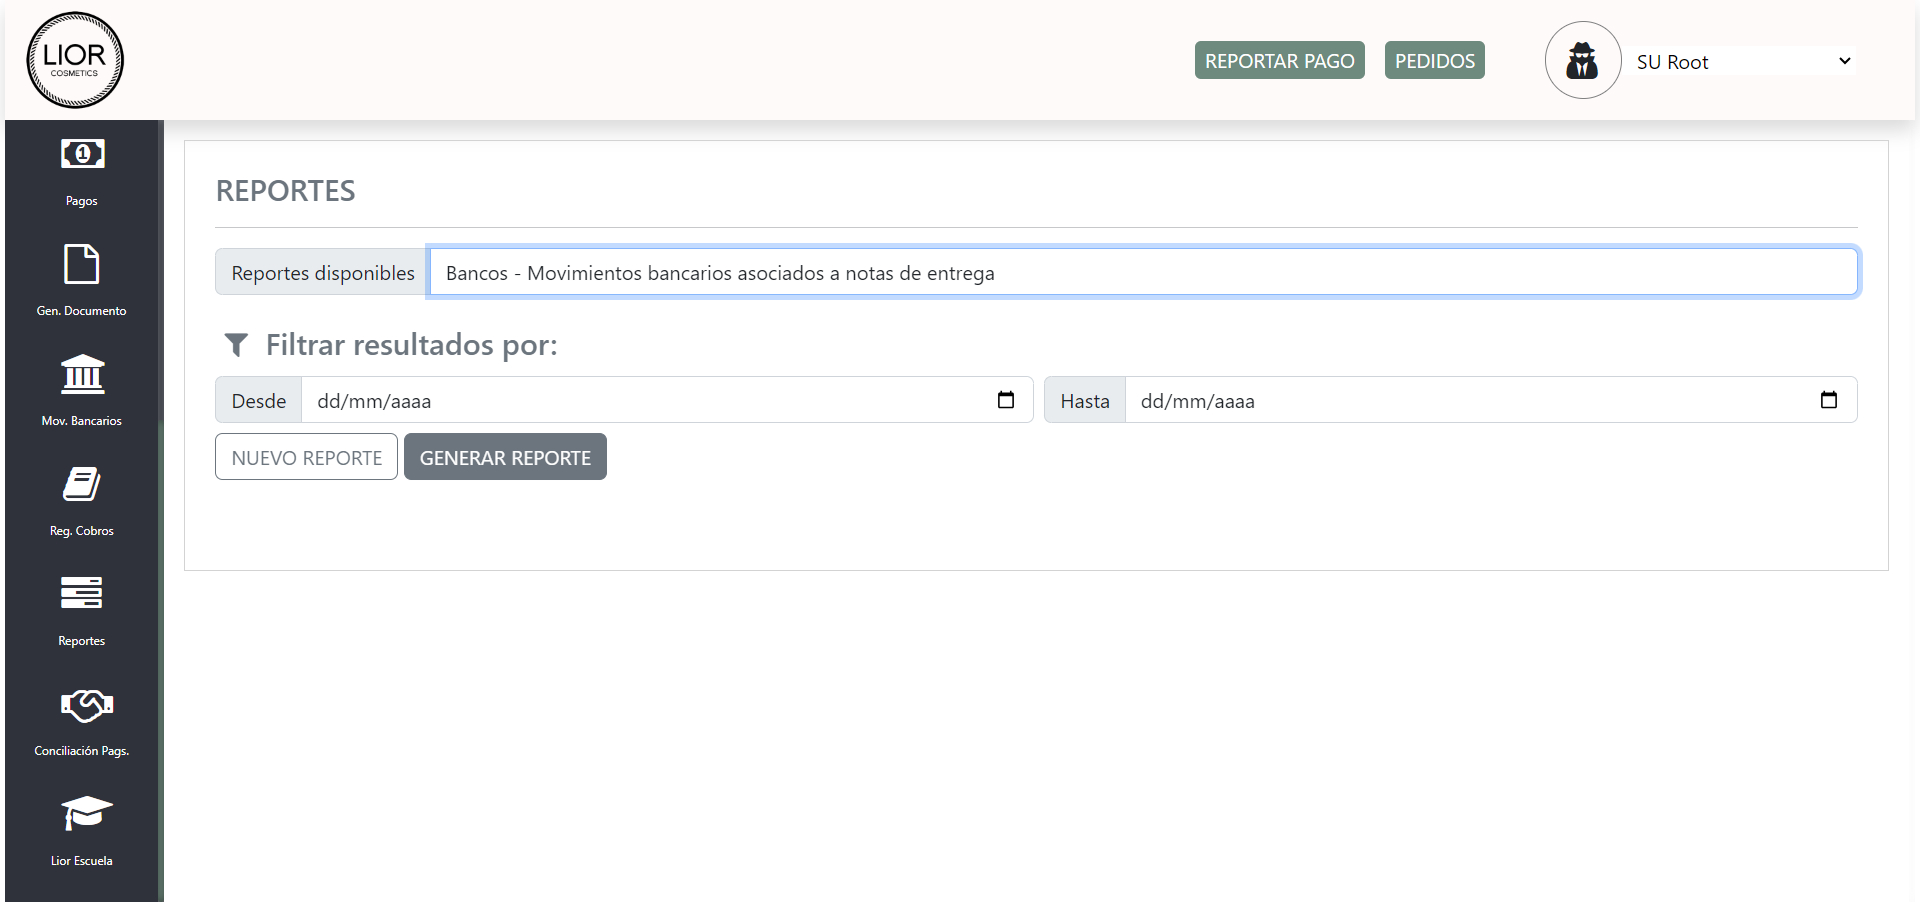 LIOR
COSMETICS
REPORTAR PAGO
PEDIDOS
SU Root
1
Pagos
Gen. Documento
Mov. Bancarios
Reg. Cobros
Reportes
Conciliación Pags.
Lior Escuela
REPORTES
Reportes disponibles
Bancos - Movimientos bancarios asociados a notas de entrega
Filtrar resultados por:
Desde
dd/mm/aaaa
Hasta
dd/mm/aaaa
NUEVO REPORTE
GENERAR REPORTE